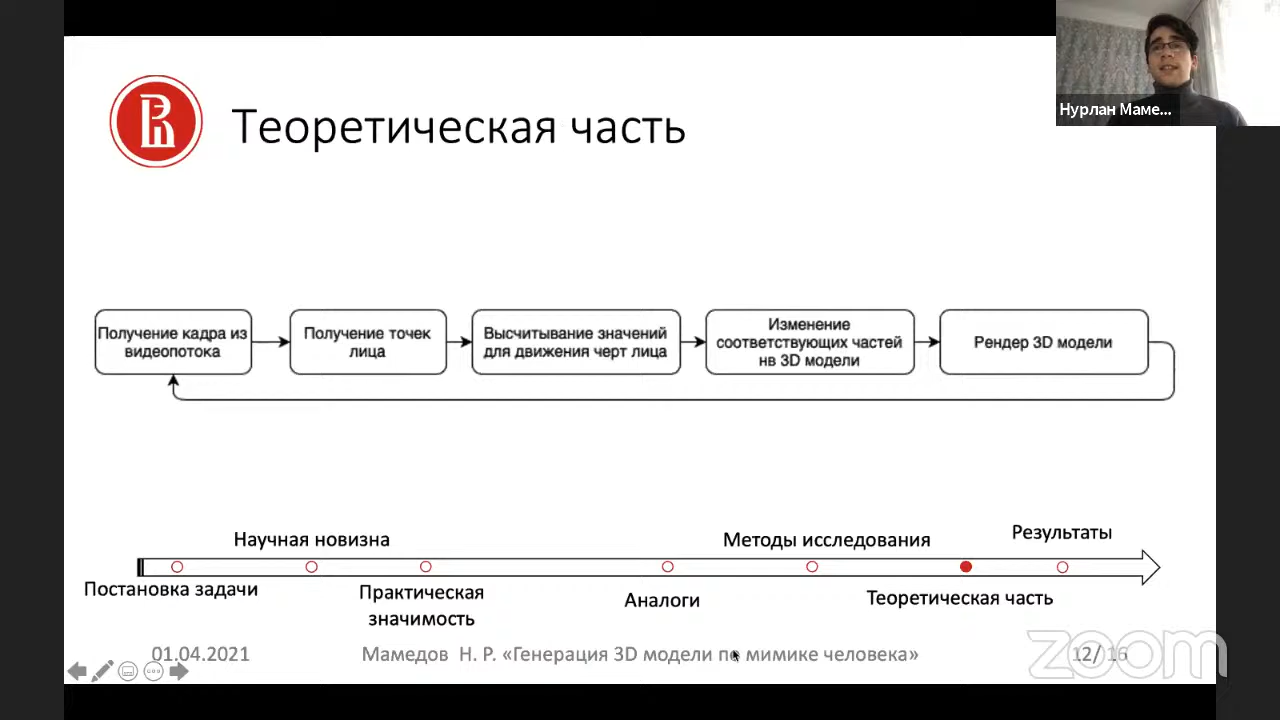 Нурлан Маме...
Теоретическая часть
Получение кадра из
видеопотока
Получение точек
лица
Высчитывание значений
для движения черт лица
Изменение
соответствующих частей
нв 3D модели
Рендер 3D модели
Научная новизна
Методы исследования
Результаты
Постановка задачи
Практическая
значимость
Аналоги
Теоретическая часть
01.04.2021
Мамедов Н. Р. «Генерация 3D модели по мимике человека»
12/ 16
zoom